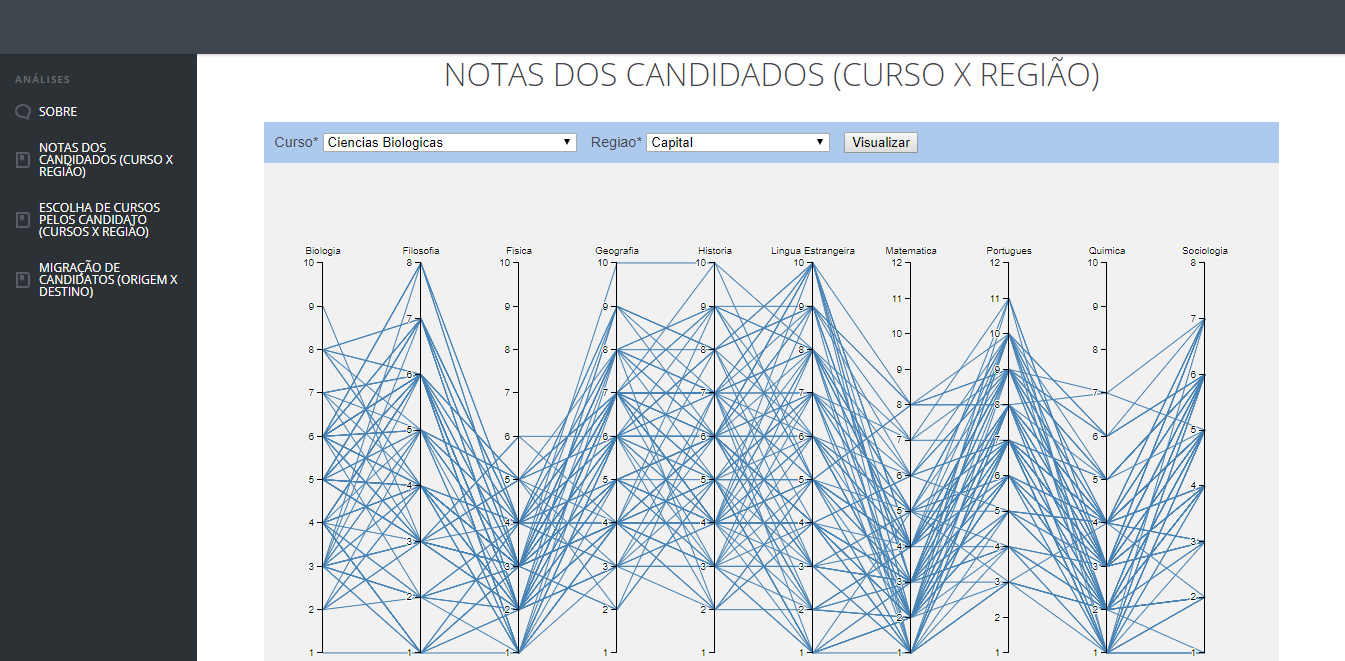 NOTAS DOS CANDIDADOS (CURSO X REGIÃO)
ANÁLISES
SOBRE
NOTAS DOS
CANDIDADOS (CURSO X
REGIÃO)
ESCOLHA DE CURSOS
PELOS CANDIDATO
(CURSOS X REGIÃO)
MIGRAÇÃO DE
CANDIDATOS (ORIGEM X
DESTINO)
Curso* Ciencias Biologicas Regiao* Capital Visualizar
Biologia Filosofia Fisica Geografia Historia Lingua Estrangeira Matematica Portugues Quimica Sociologia
10 8 10 10 10 10 12 12 10 8
11 11
9 9 9 9 9 9
7 7
10 10
8 8 8 8 8 8
6 9 9 6
7 7 7 7 7 7
8 8
6 5 6 6 6 6 7 7 6 5
5 4 5 5 5 5 6 6 5 4
5 5
4 4 4 4 4 4
3 4 4 3
3 3 3 3 3 3
3 3
2 2 2 2 2 2 2 2 2 2
1 1 1 1 1 1 1 1 1 1